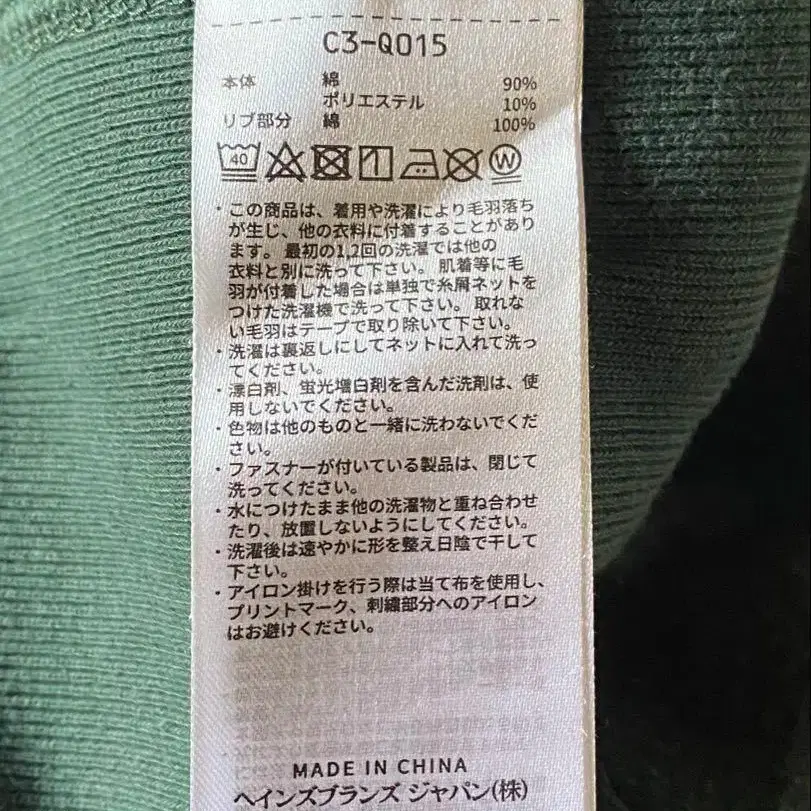 C3-Q015
本体 綿 90%
ポリエステル 10%
リブ部分 綿 100%
40 W
・この商品は、着用や洗濯により毛羽落ち
が生じ、他の衣料に付着することがあり
ます。 最初の1,2回の洗濯では他の
衣料と別に洗って下さい。 肌着等に毛
羽が付着した場合は単独で糸屑ネットを
つけた洗濯機で洗って下さい。 取れな
い毛羽はテープで取り除いて下さい。
・洗濯は裏返しにしてネットに入れて洗っ
てください。
・漂白剤、蛍光増白剤を含んだ洗剤は、使
用しないでください。
・色物は他のものと一緒に洗わないでくだ
さい。
・ファスナーが付いている製品は、閉じて
洗ってください。
・水につけたまま他の洗濯物と重ね合わせ
たり、放置しないようにしてください。
・洗濯後は速やかに形を整え日陰で干して
下さい。
・アイロン掛けを行う際は当て布を使用し、
プリントマーク、刺繍部分へのアイロン
はお避けください。
MADE IN CHINA
ヘインズブランズ ジャパン(株)